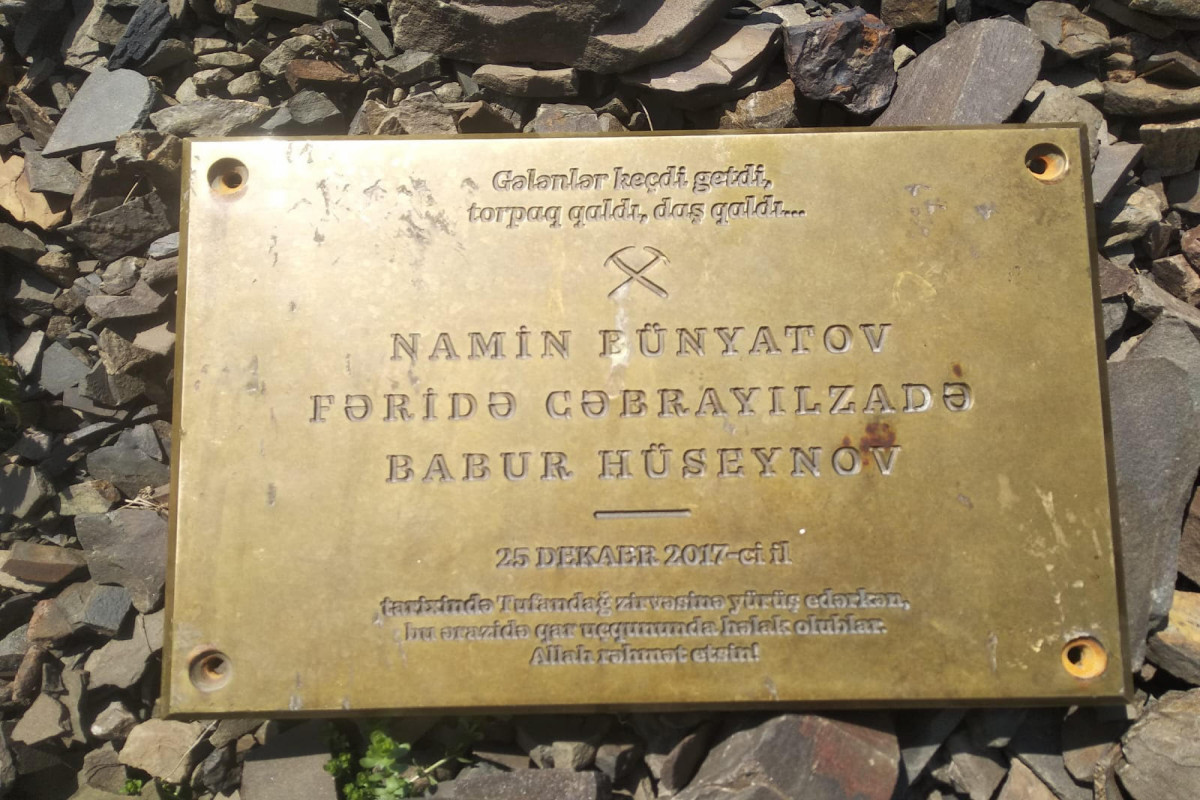 Gələnlər keçdi getdi,
torpaq qaldı, daş qaldı...
NAMİN BÜNYATOV
FƏRİDƏ CƏBRAYILZADƏ
BABUR HÜSEYNOV
25 DEKABR 2017-ci il
tarixində Tufandağ zirvəsinə yürüş edərkən,
bu ərazidə qar uçqununda həlak olublar.
Allah rəhmət etsin!